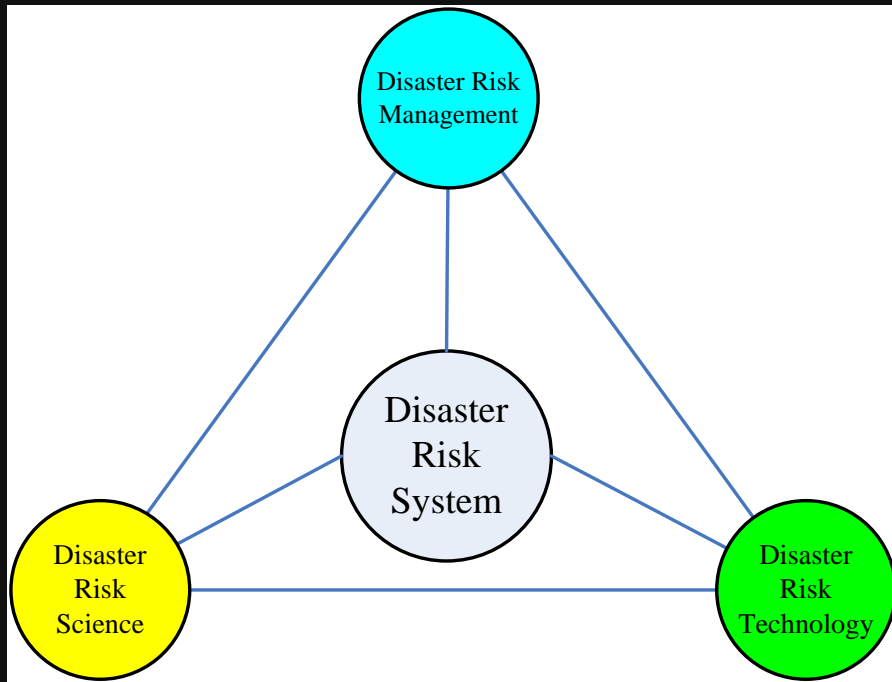 Disaster Risk
Management
Disaster
Risk
System
Disaster
Risk
Science
Disaster
Risk
Technology